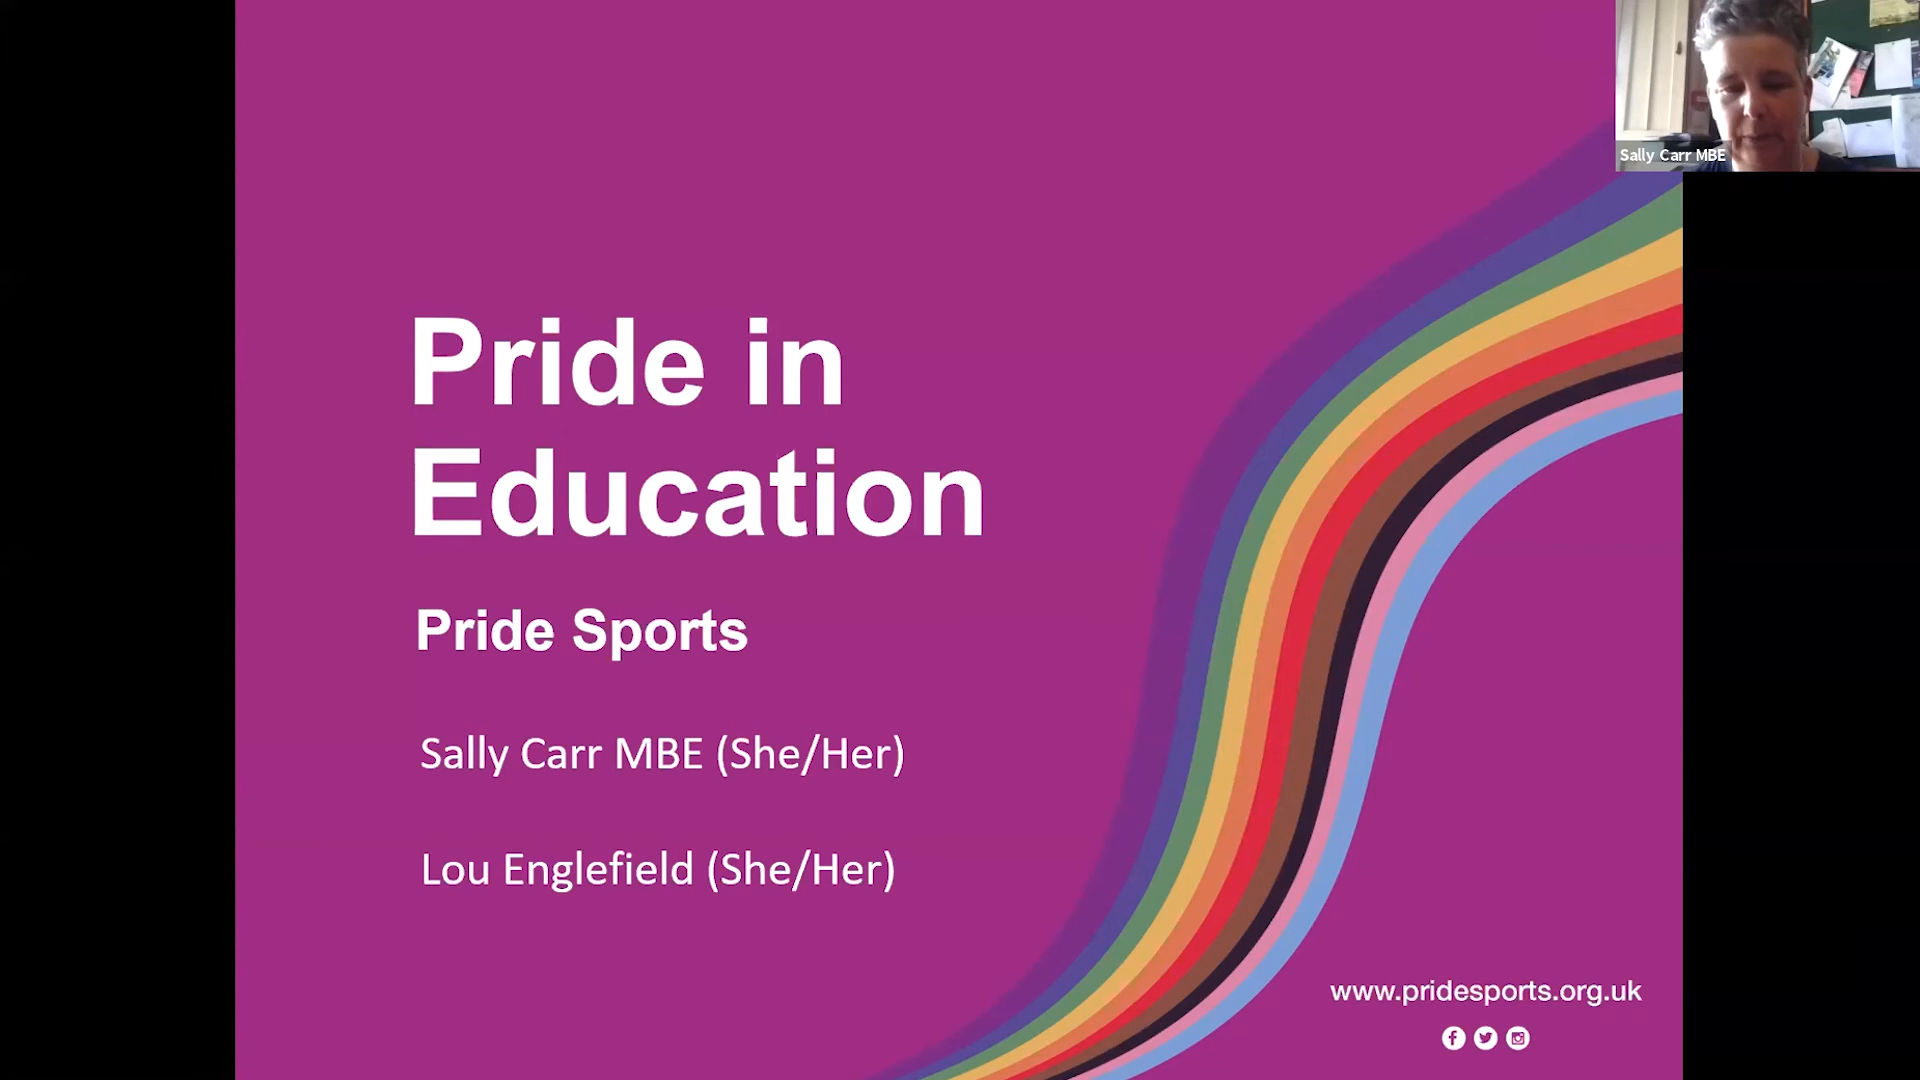 Sally Carr MBE
Pride in
Education
Pride Sports
Sally Carr MBE (She/Her)
Lou Englefield (She/Her)
www.pridesports.org.uk